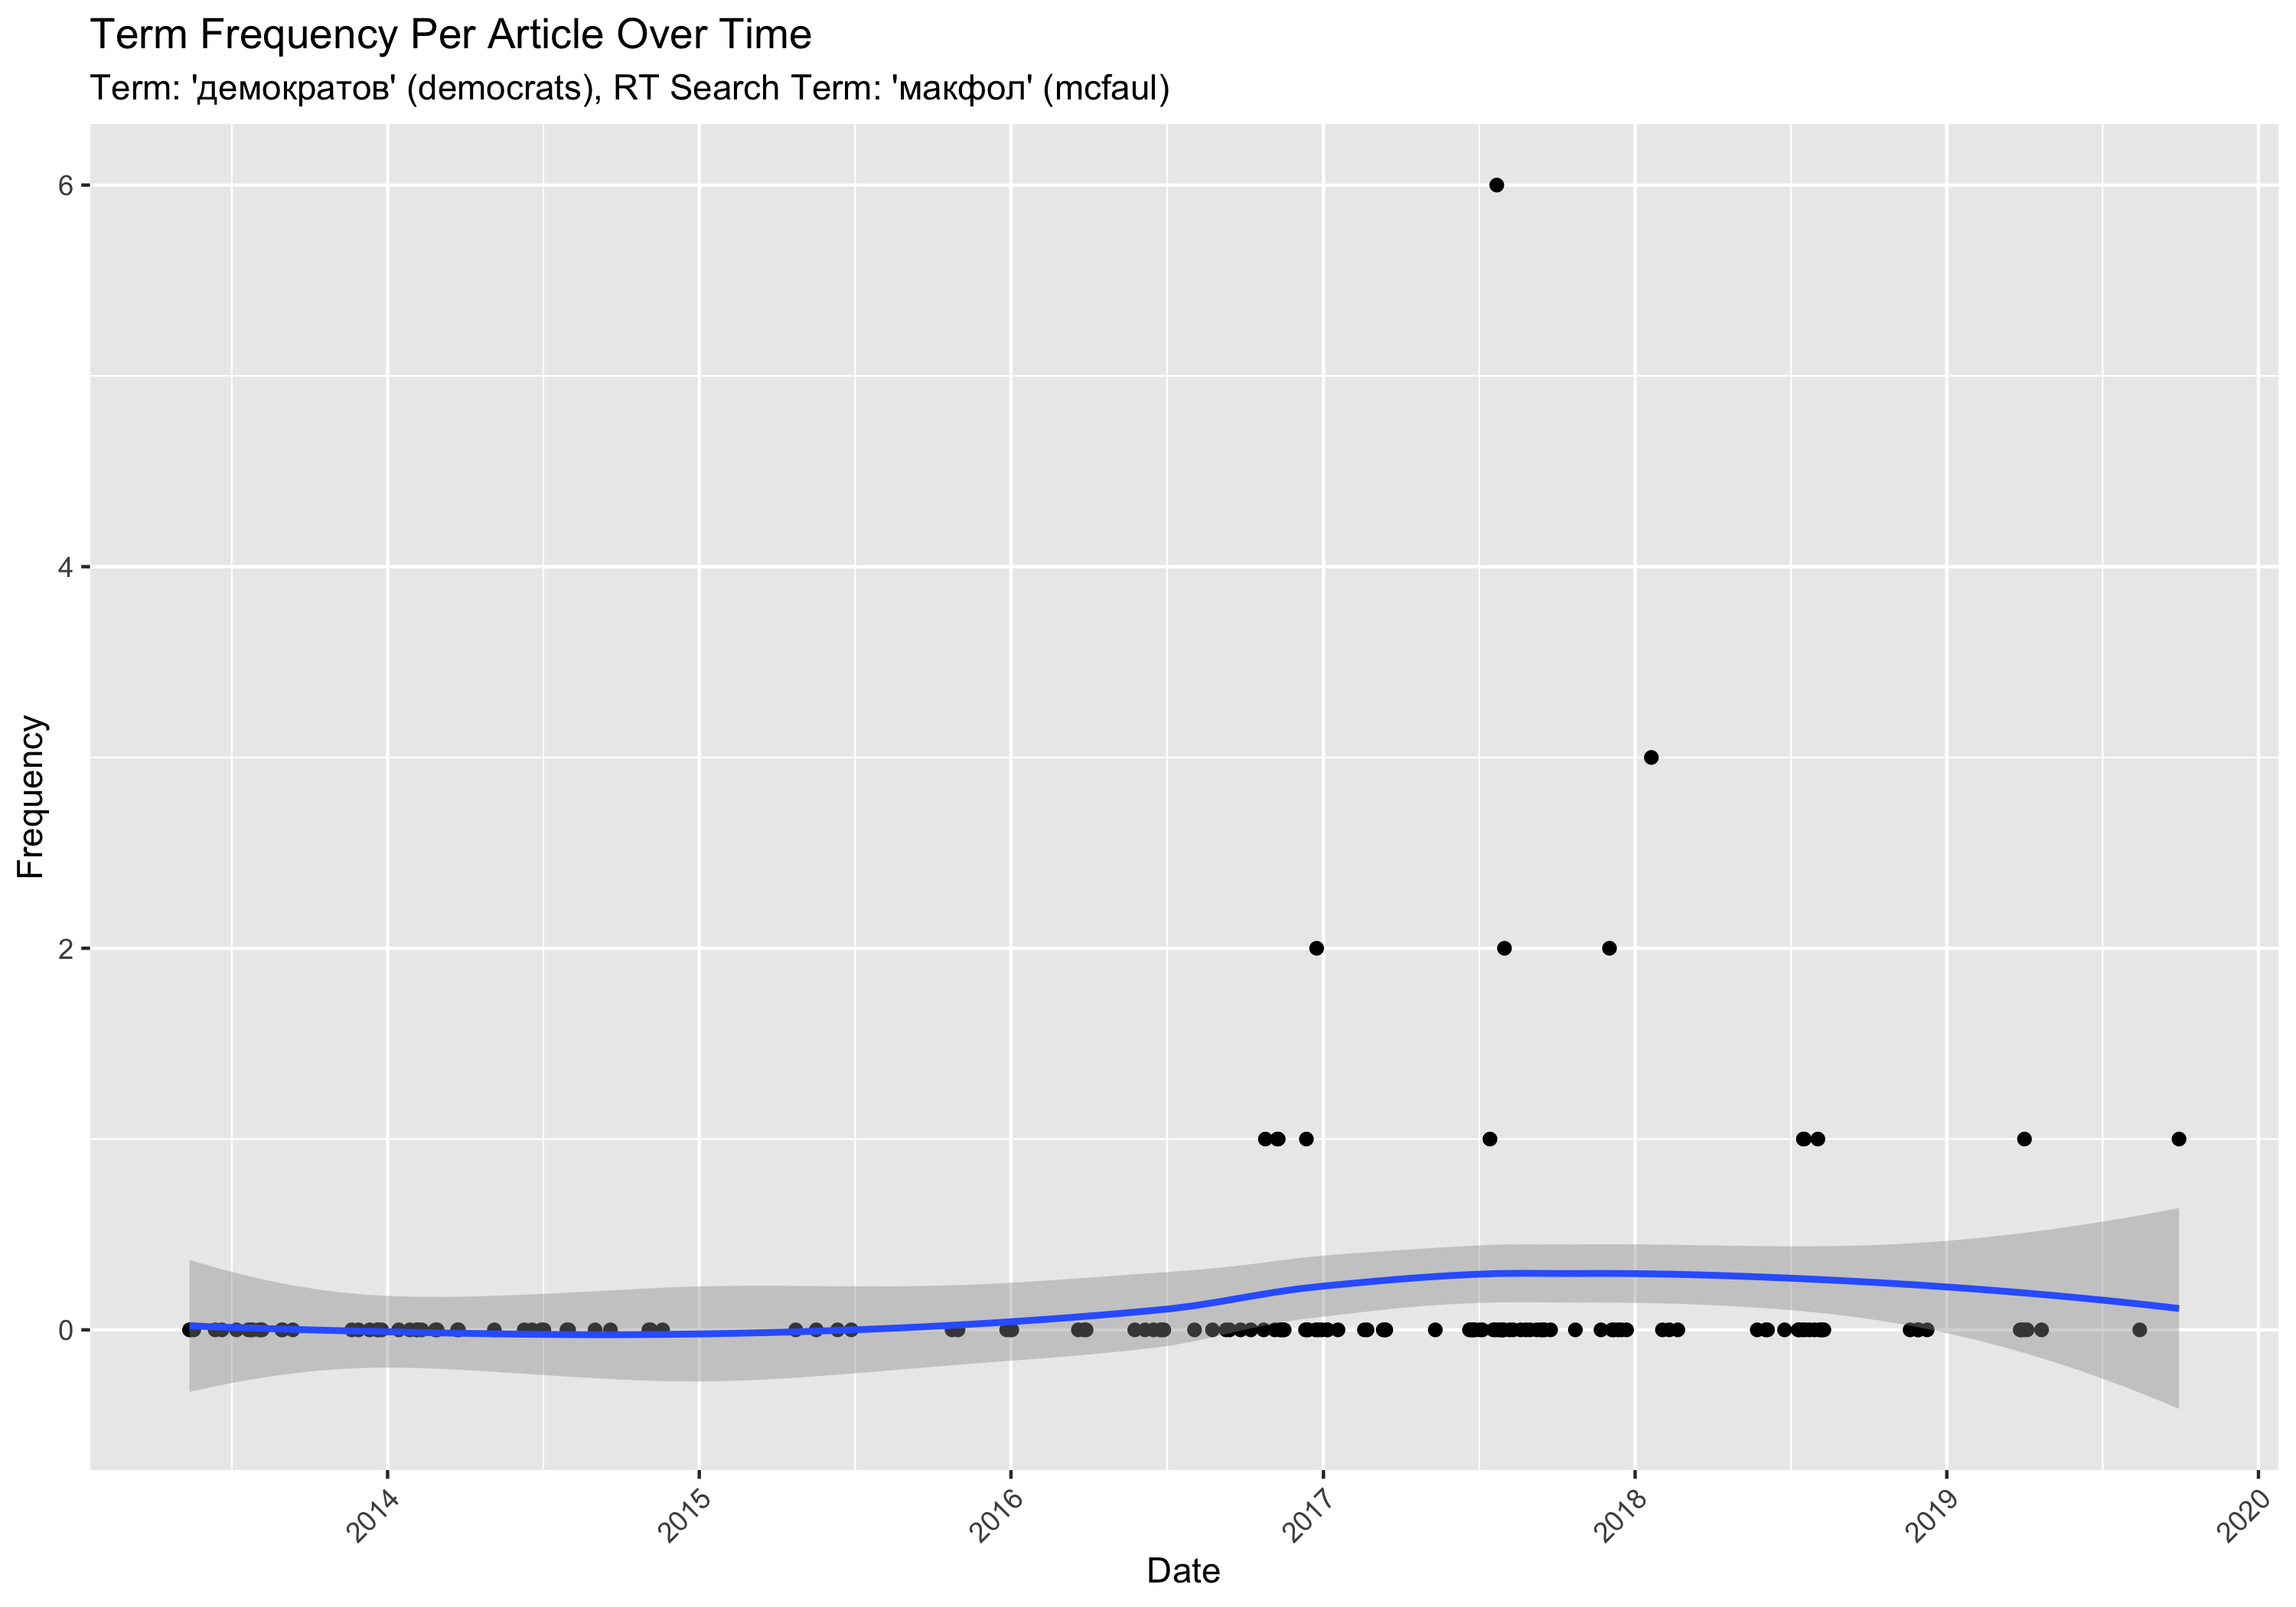 Term Frequency Per Article Over Time
Term: 'демократов' (democrats), RT Search Term: 'макфол' (mcfaul)
6
4
2
0
Frequency
2014
2015
2016
2017
2018
2019
2020
Date